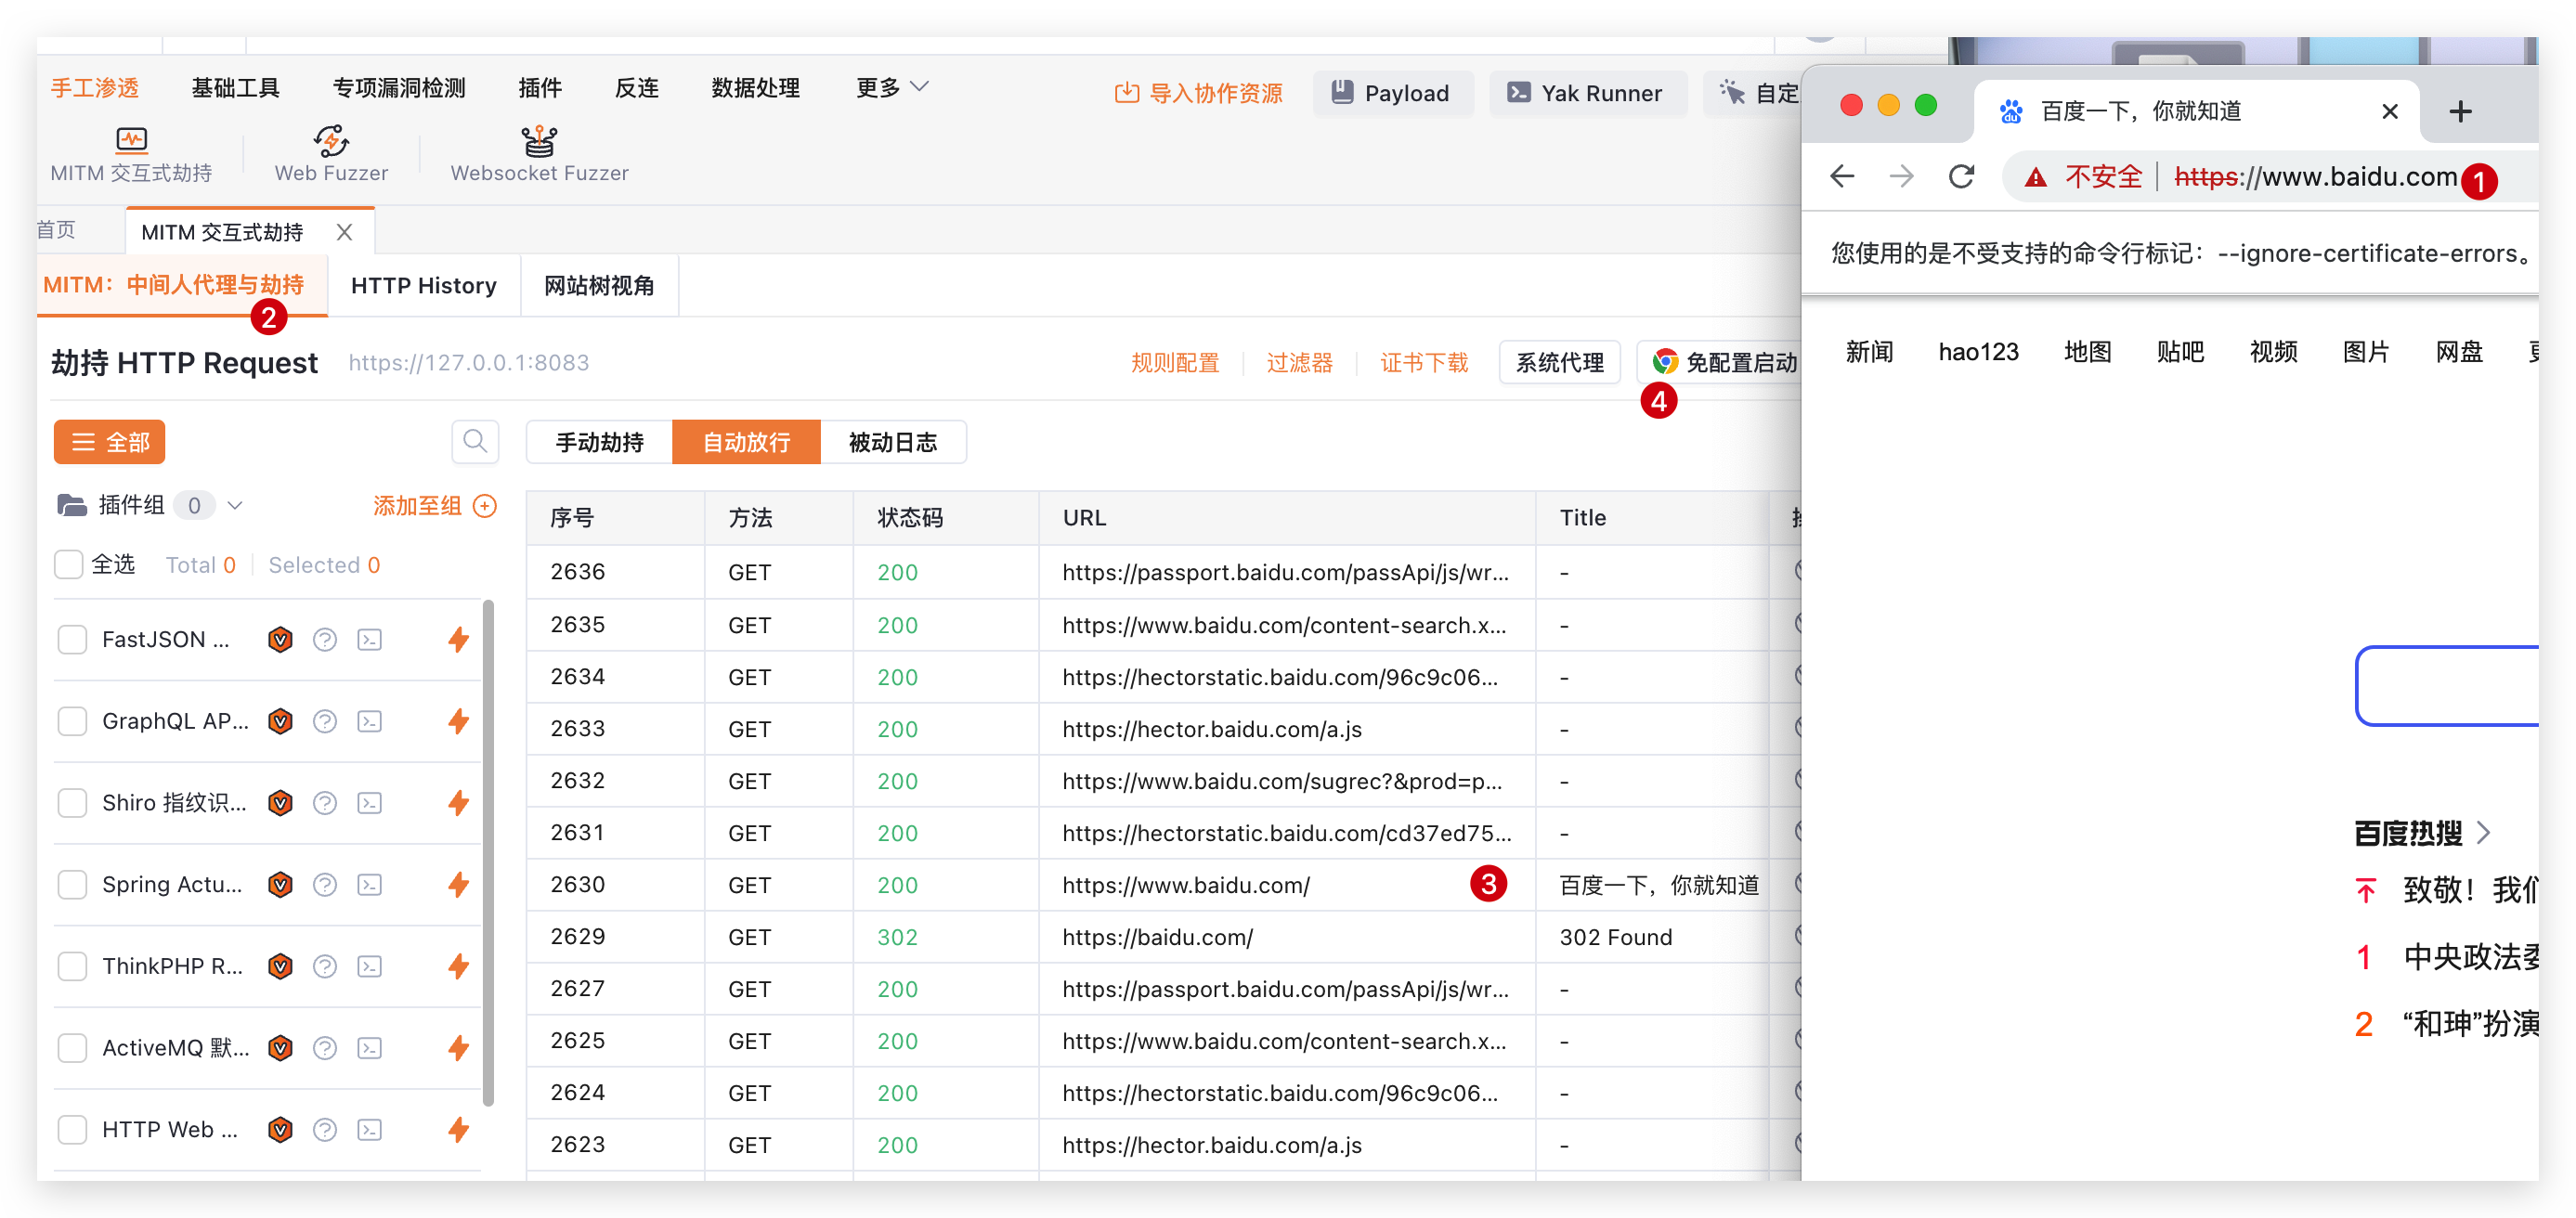 手工渗透 基础工具 专项漏洞检测 插件 反连 数据处理 更多
导入协作资源 Payload Yak Runner 自定
MITM 交互式劫持 Web Fuzzer Websocket Fuzzer
首页 MITM 交互式劫持
MITM：中间人代理与劫持 HTTP History 网站树视角
2
劫持 HTTP Request https://127.0.0.1:8083 规则配置 过滤器 证书下载 系统代理 免配置启动
4
全部 手动劫持 自动放行 被动日志
插件组 0 添加至组
全选 Total 0 Selected 0
FastJSON ...
GraphQL AP...
Shiro 指纹识...
Spring Actu...
ThinkPHP R...
ActiveMQ 默...
HTTP Web ...
序号 方法 状态码 URL Title
2636 GET 200 https://passport.baidu.com/passApi/js/wr... -
2635 GET 200 https://www.baidu.com/content-search.x... -
2634 GET 200 https://hectorstatic.baidu.com/96c9c06... -
2633 GET 200 https://hector.baidu.com/a.js -
2632 GET 200 https://www.baidu.com/sugrec?&prod=p... -
2631 GET 200 https://hectorstatic.baidu.com/cd37ed75... -
2630 GET 200 https://www.baidu.com/ 3 百度一下，你就知道
2629 GET 302 https://baidu.com/ 302 Found
2627 GET 200 https://passport.baidu.com/passApi/js/wr... -
2625 GET 200 https://www.baidu.com/content-search.x... -
2624 GET 200 https://hectorstatic.baidu.com/96c9c06... -
2623 GET 200 https://hector.baidu.com/a.js -
du 百度一下，你就知道
不安全 https://www.baidu.com 1
您使用的是不受支持的命令行标记：--ignore-certificate-errors。
新闻 hao123 地图 贴吧 视频 图片 网盘
百度热搜
致敬！我们
1 中央政法委
2 “和珅”扮演